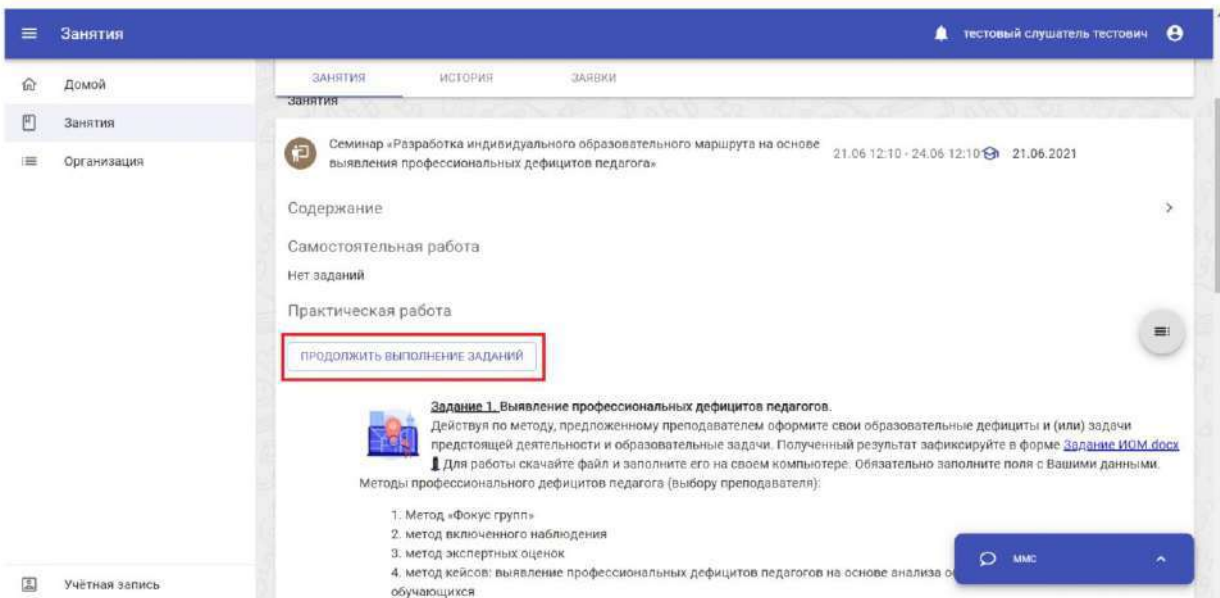 Занятия
тестовый слушатель тестович
Домой
Занятия
Организация
Учётная запись
ЗАНЯТИЯ ИСТОРИЯ ЗАЯВКИ
Занятия
Семинар «Разработка индивидуального образовательного маршрута на основе
выявления профессиональных дефицитов педагога»
21.06 12:10 - 24.06 12:10 21.06.2021
Содержание
Самостоятельная работа
Нет заданий
Практическая работа
ПРОДОЛЖИТЬ ВЫПОЛНЕНИЕ ЗАДАНИЙ
Задание 1. Выявление профессиональных дефицитов педагогов.
Действуя по методу, предложенному преподавателем оформите свои образовательные дефициты и (или) задачи
предстоящей деятельности и образовательные задачи. Полученный результат зафиксируйте в форме Задание ИОМ.docx
Для работы скачайте файл и заполните его на своем компьютере. Обязательно заполните поля с Вашими данными.
Методы профессионального дефицитов педагога (выбору преподавателя):
1. Метод «Фокус групп»
2. метод включенного наблюдения
3. метод экспертных оценок
4. метод кейсов: выявление профессиональных дефицитов педагогов на основе анализа
обучающихся
ММС